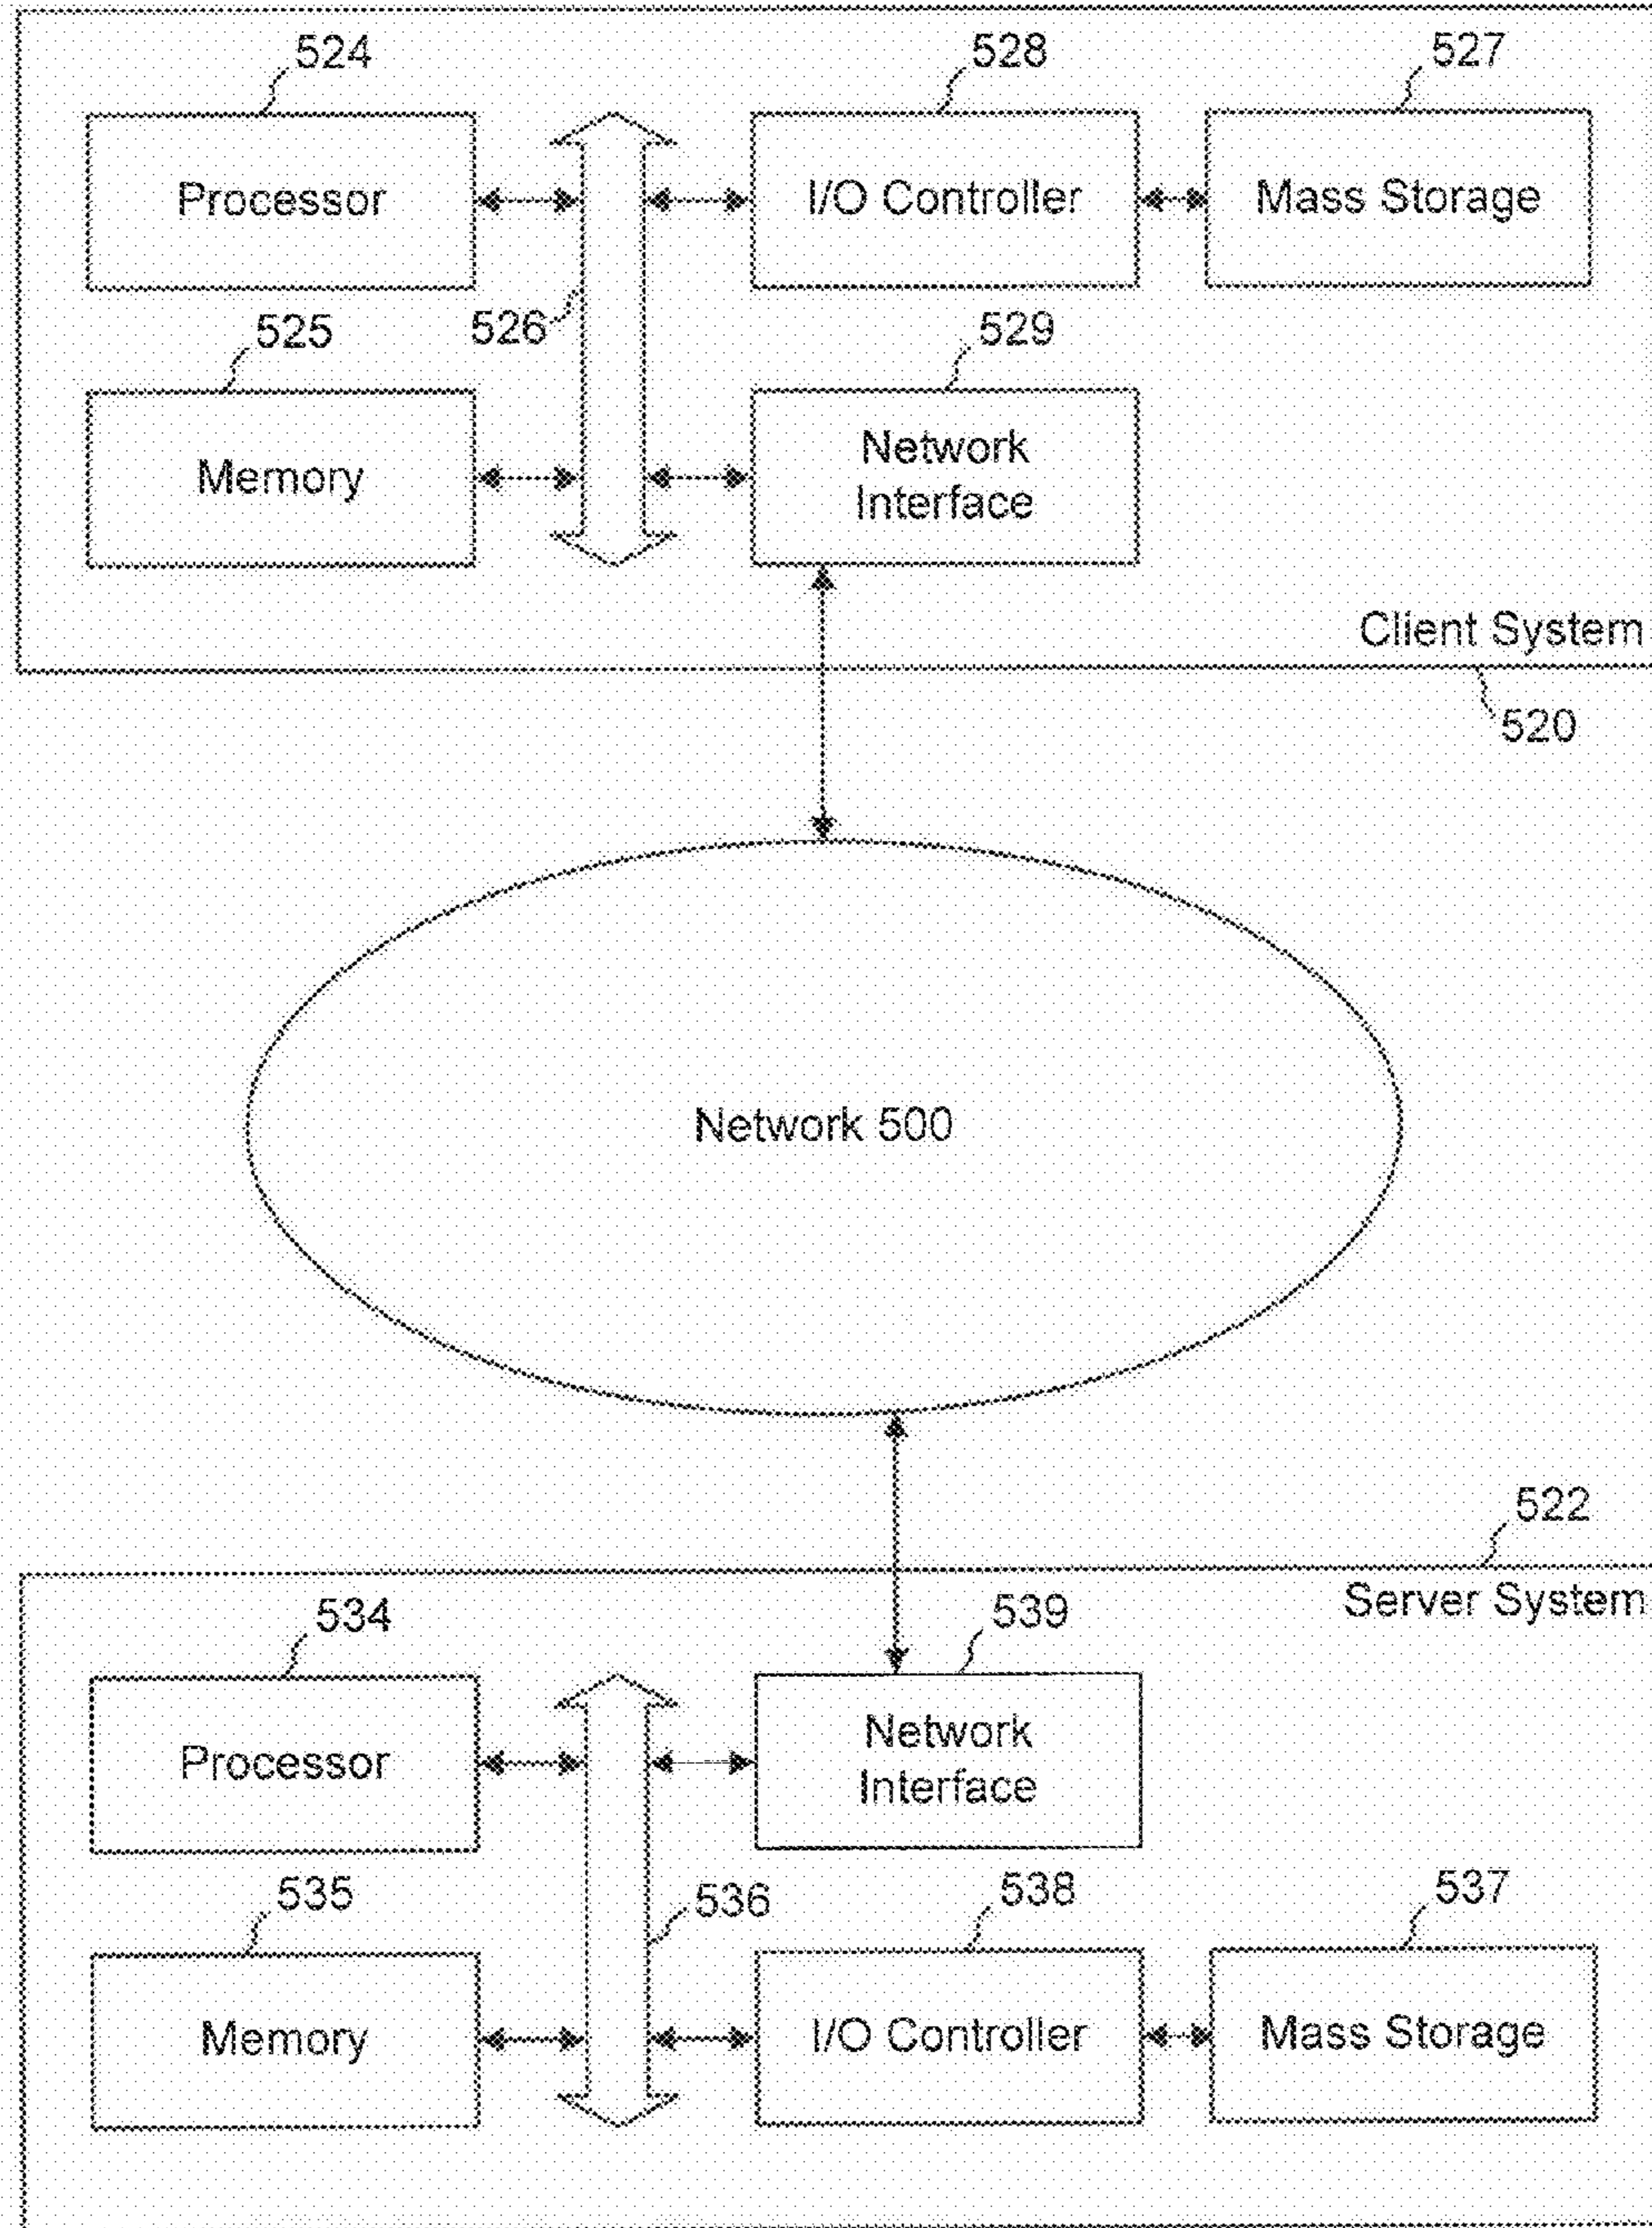 524
528
527
Processor
I/O Controller
Mass Storage
525
526
529
Memory
Network
Interface
Client System
520
Network 500
522
Server System
534
539
Processor
Network
Interface
535
536
538
537
Memory
I/O Controller
Mass Storage